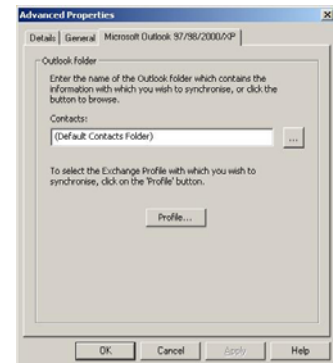 Advanced Properties
Details General Microsoft Outlook 97/98/2000/XP
Outlook folder
Enter the name of the Outlook folder which contains the
information with which you wish to synchronise, or click the
button to browse.
Contacts:
(Default Contacts Folder)
...
To select the Exchange Profile with which you wish to
synchronise, click on the 'Profile' button.
Profile...
OK Cancel Apply Help